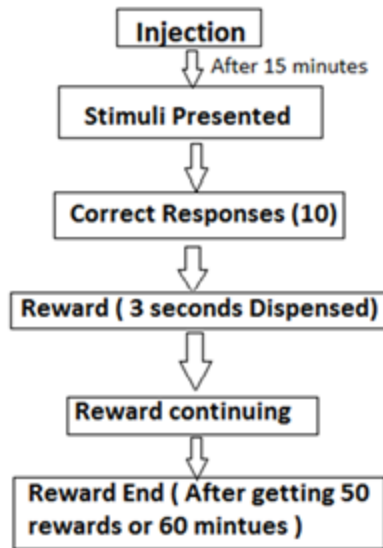 Injection
After 15 minutes
Stimuli Presented
Correct Responses (10)
Reward ( 3 seconds Dispensed)
Reward continuing
Reward End ( After getting 50
rewards or 60 mintues )